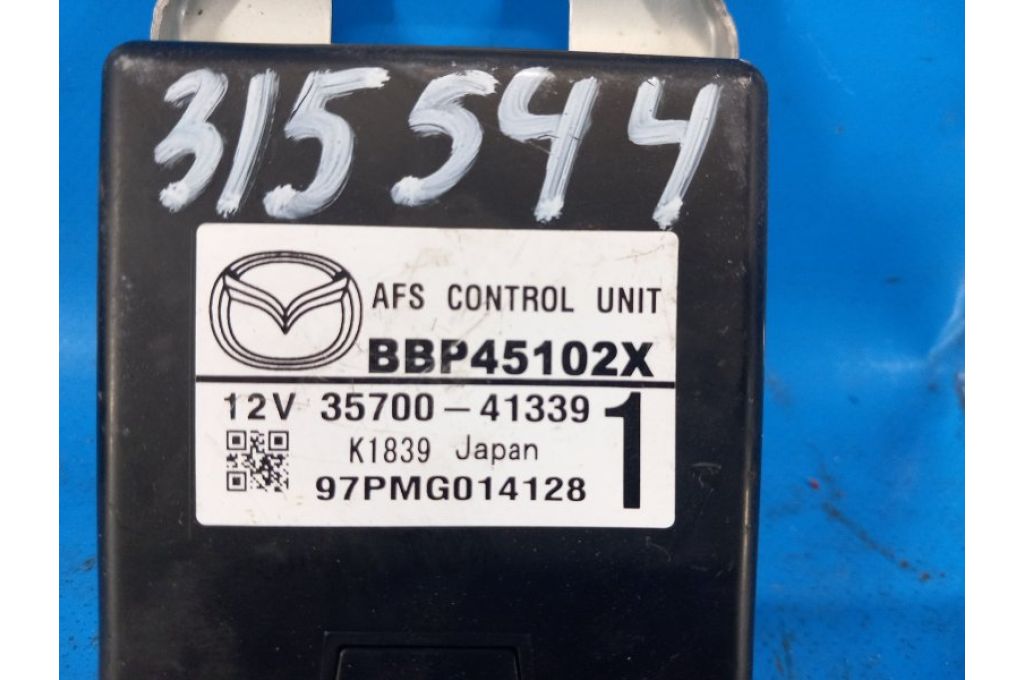 315544
AFS CONTROL UNIT
BBP45102X
12V 35700-41339 1
K1839 Japan
97PMG014128